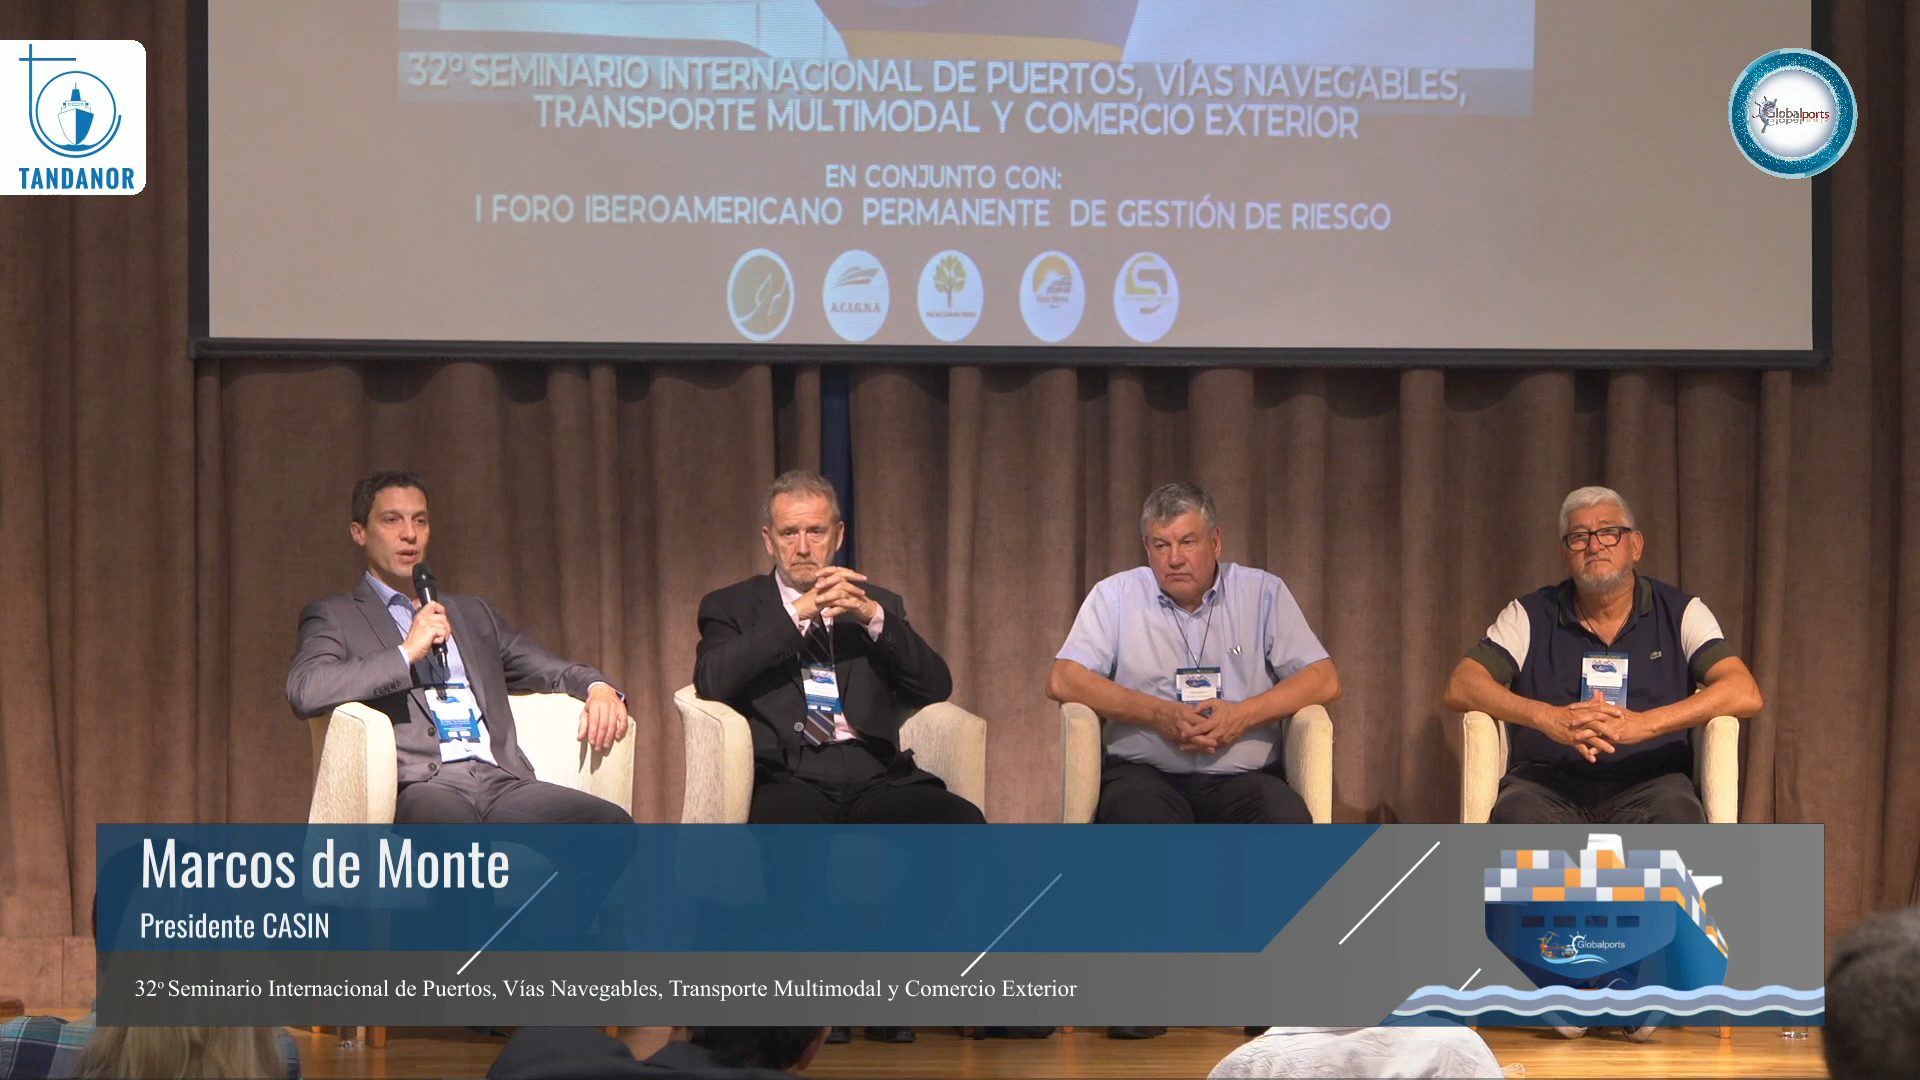 32º SEMINARIO INTERNACIONAL DE PUERTOS, VÍAS NAVEGABLES,
TRANSPORTE MULTIMODAL Y COMERCIO EXTERIOR
EN CONJUNTO CON:
I FORO IBEROAMERICANO PERMANENTE DE GESTIÓN DE RIESGO
A.C.I.G.N.A
TANDANOR
Globalports
Marcos de Monte
Presidente CASIN
32º Seminario Internacional de Puertos, Vías Navegables, Transporte Multimodal y Comercio Exterior
Globalports